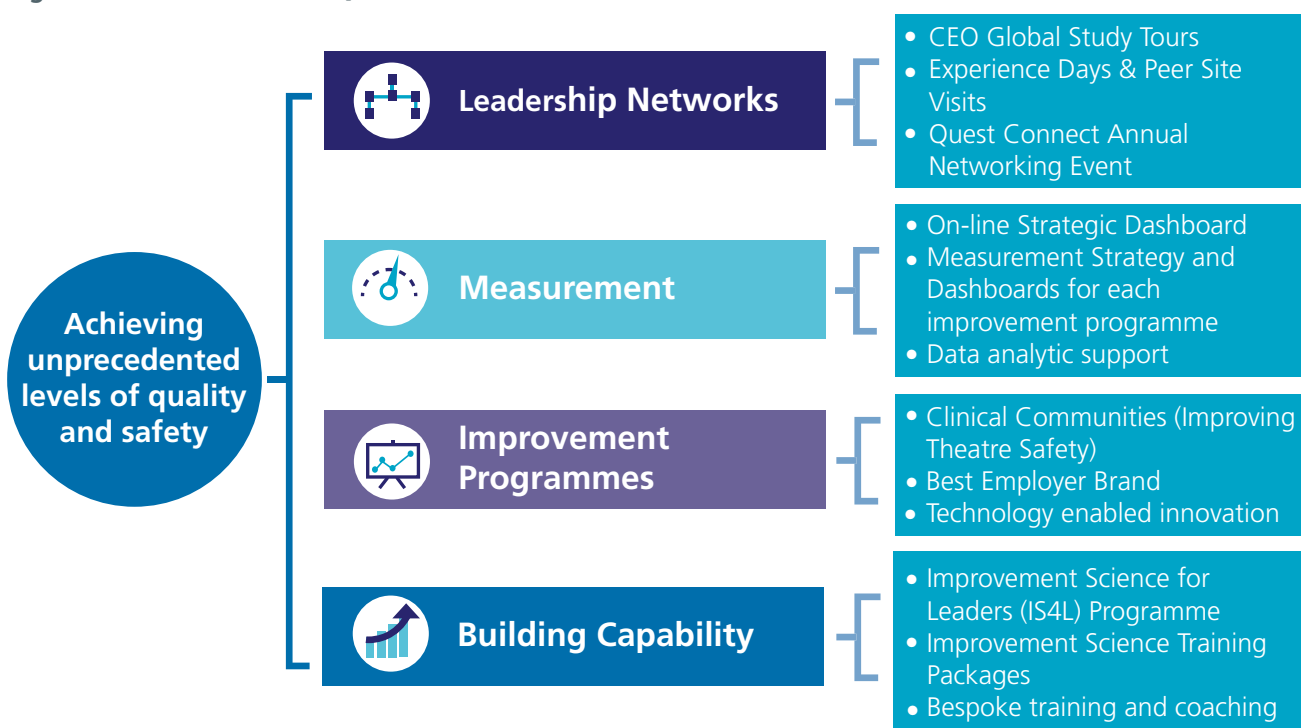 Achieving
unprecedented
levels of quality
and safety
Leadership Networks
• CEO Global Study Tours
• Experience Days & Peer Site
Visits
• Quest Connect Annual
Networking Event
Measurement
• On-line Strategic Dashboard
• Measurement Strategy and
Dashboards for each
improvement programme
• Data analytic support
Improvement
Programmes
• Clinical Communities (Improving
Theatre Safety)
• Best Employer Brand
• Technology enabled innovation
Building Capability
• Improvement Science for
Leaders (IS4L) Programme
• Improvement Science Training
Packages
• Bespoke training and coaching